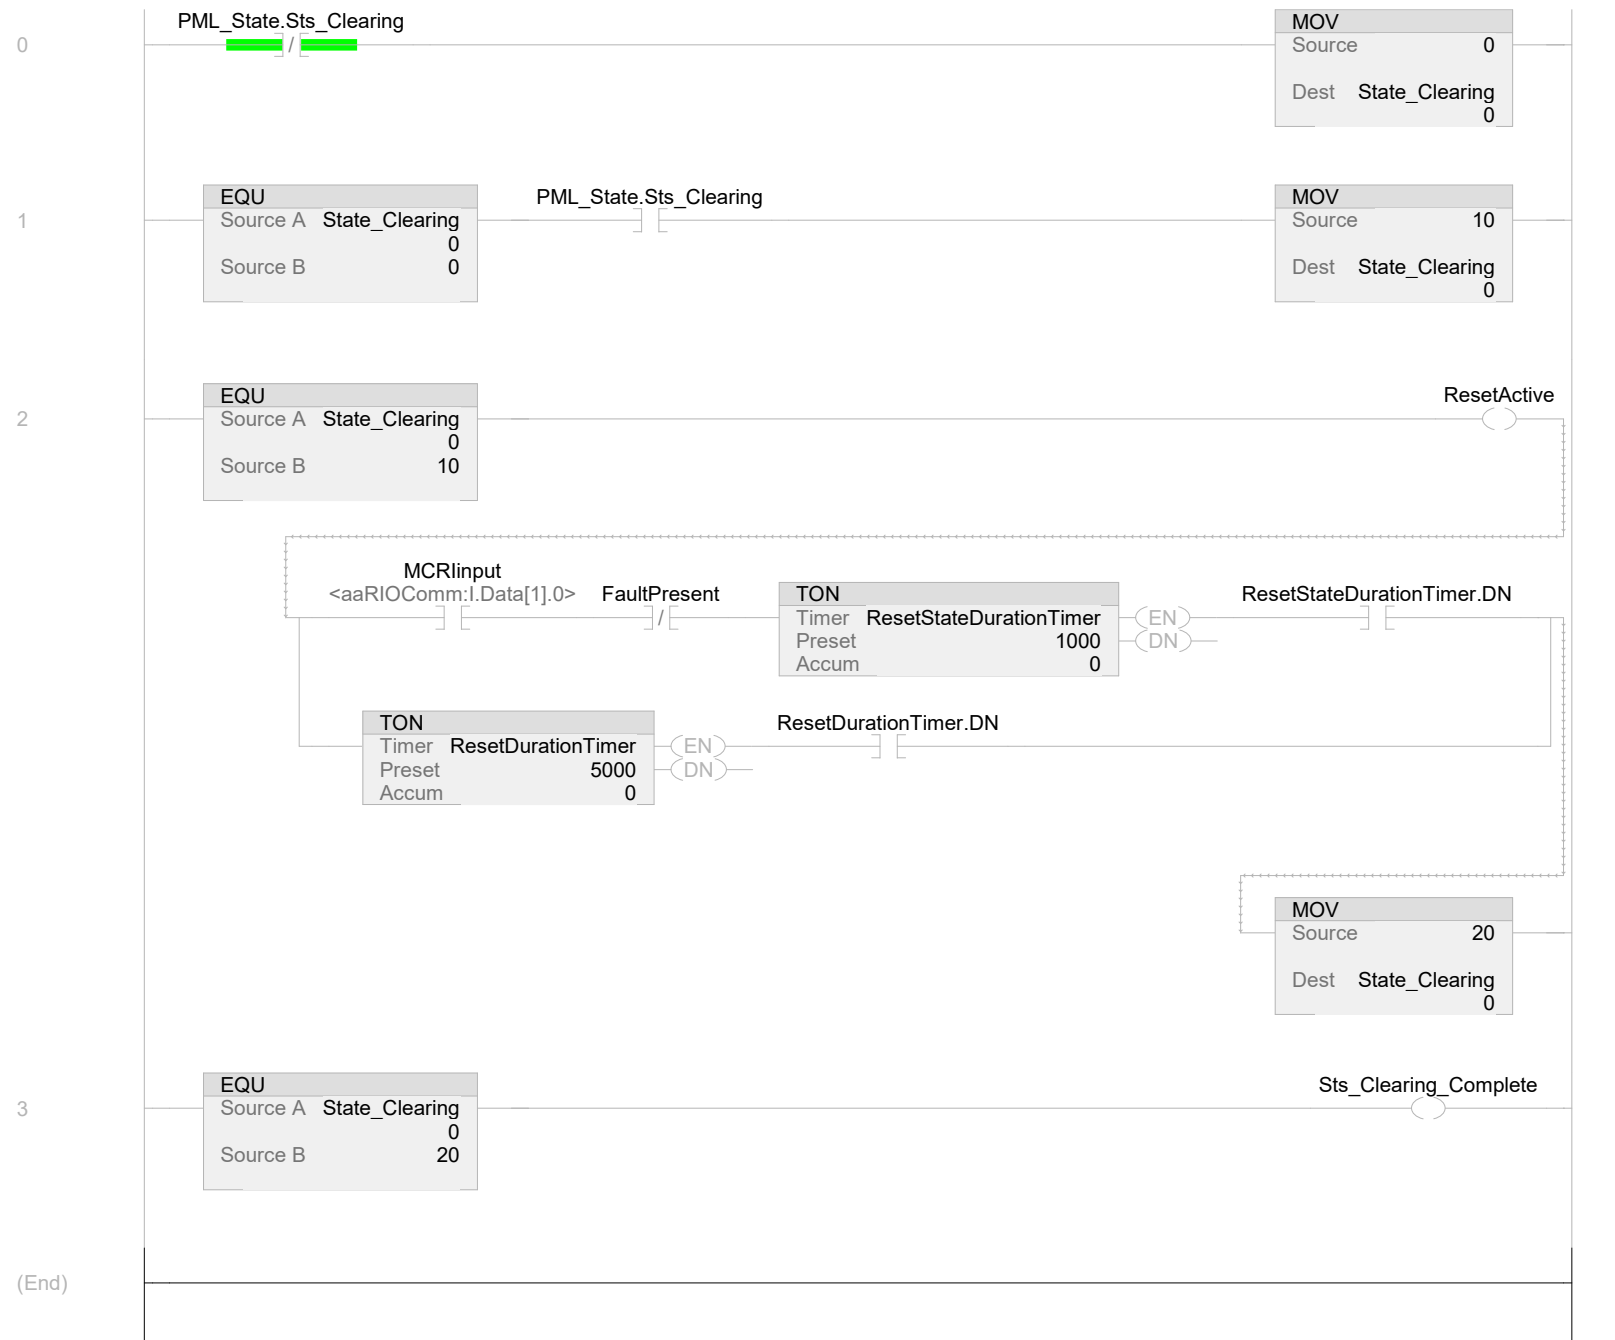 PML_State.Sts_Clearing
0
/
MOV
Source 0
Dest State_Clearing
0
1
EQU
Source A State_Clearing
0
Source B 0
PML_State.Sts_Clearing
MOV
Source 10
Dest State_Clearing
0
2
EQU
Source A State_Clearing
0
Source B 10
ResetActive
MCRIinput
<aaRIOComm:I.Data[1].0>
FaultPresent
/
TON
Timer ResetStateDurationTimer
Preset 1000
Accum 0
EN
DN
ResetStateDurationTimer.DN
TON
Timer ResetDurationTimer
Preset 5000
Accum 0
EN
DN
ResetDurationTimer.DN
MOV
Source 20
Dest State_Clearing
0
3
EQU
Source A State_Clearing
0
Source B 20
Sts_Clearing_Complete
(End)